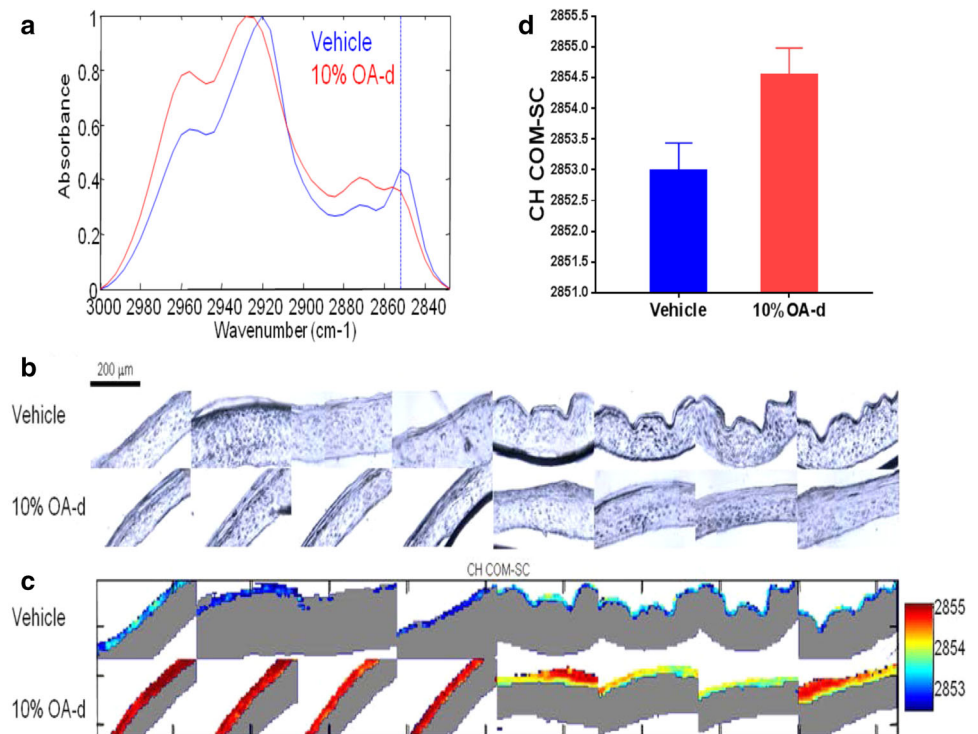 a
Absorbance
1
0.8
0.6
0.4
0.2
0
Vehicle
10% OA-d
3000 2980 2960 2940 2920 2900 2880 2860 2840
Wavenumber (cm-1)
d
CH COM-SC
2855.5
2855.0
2854.5
2853.0
2853.5
2853.0
2852.5
2852.0
2851.5
2851.0
Vehicle 10%OA-d
b
200 µm
Vehicle
10% OA-d
c
CH COM-SC
Vehicle
10% OA-d
2855
2854
2853